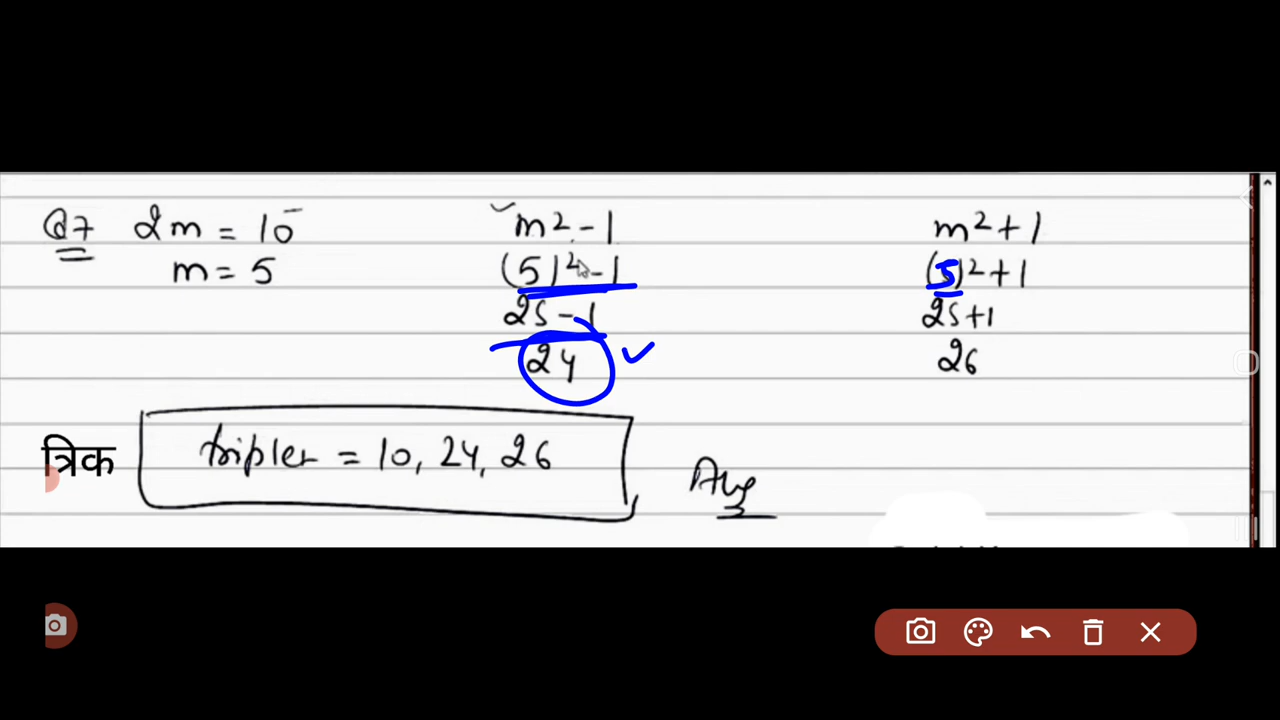 Q7 2m = 10 m² - 1 m² + 1
m = 5 (5)² - 1 (5)² + 1
25 - 1 25 + 1
24 26
त्रिक tripler = 10, 24, 26 Ans